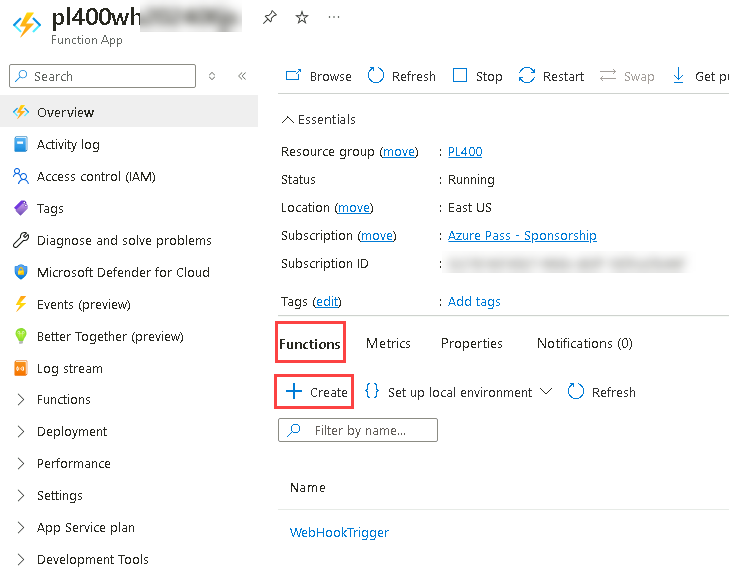 pl400wh
Function App
Search
Browse Refresh Stop Restart Swap Get pu
Overview
Activity log
Access control (IAM)
Tags
Diagnose and solve problems
Microsoft Defender for Cloud
Events (preview)
Better Together (preview)
Log stream
Functions
Deployment
Performance
Settings
App Service plan
Development Tools
Essentials
Resource group (move) : PL400
Status : Running
Location (move) : East US
Subscription (move) : Azure Pass - Sponsorship
Subscription ID :
Tags (edit) : Add tags
Functions Metrics Properties Notifications (0)
Create {} Set up local environment Refresh
Filter by name...
Name
WebHookTrigger